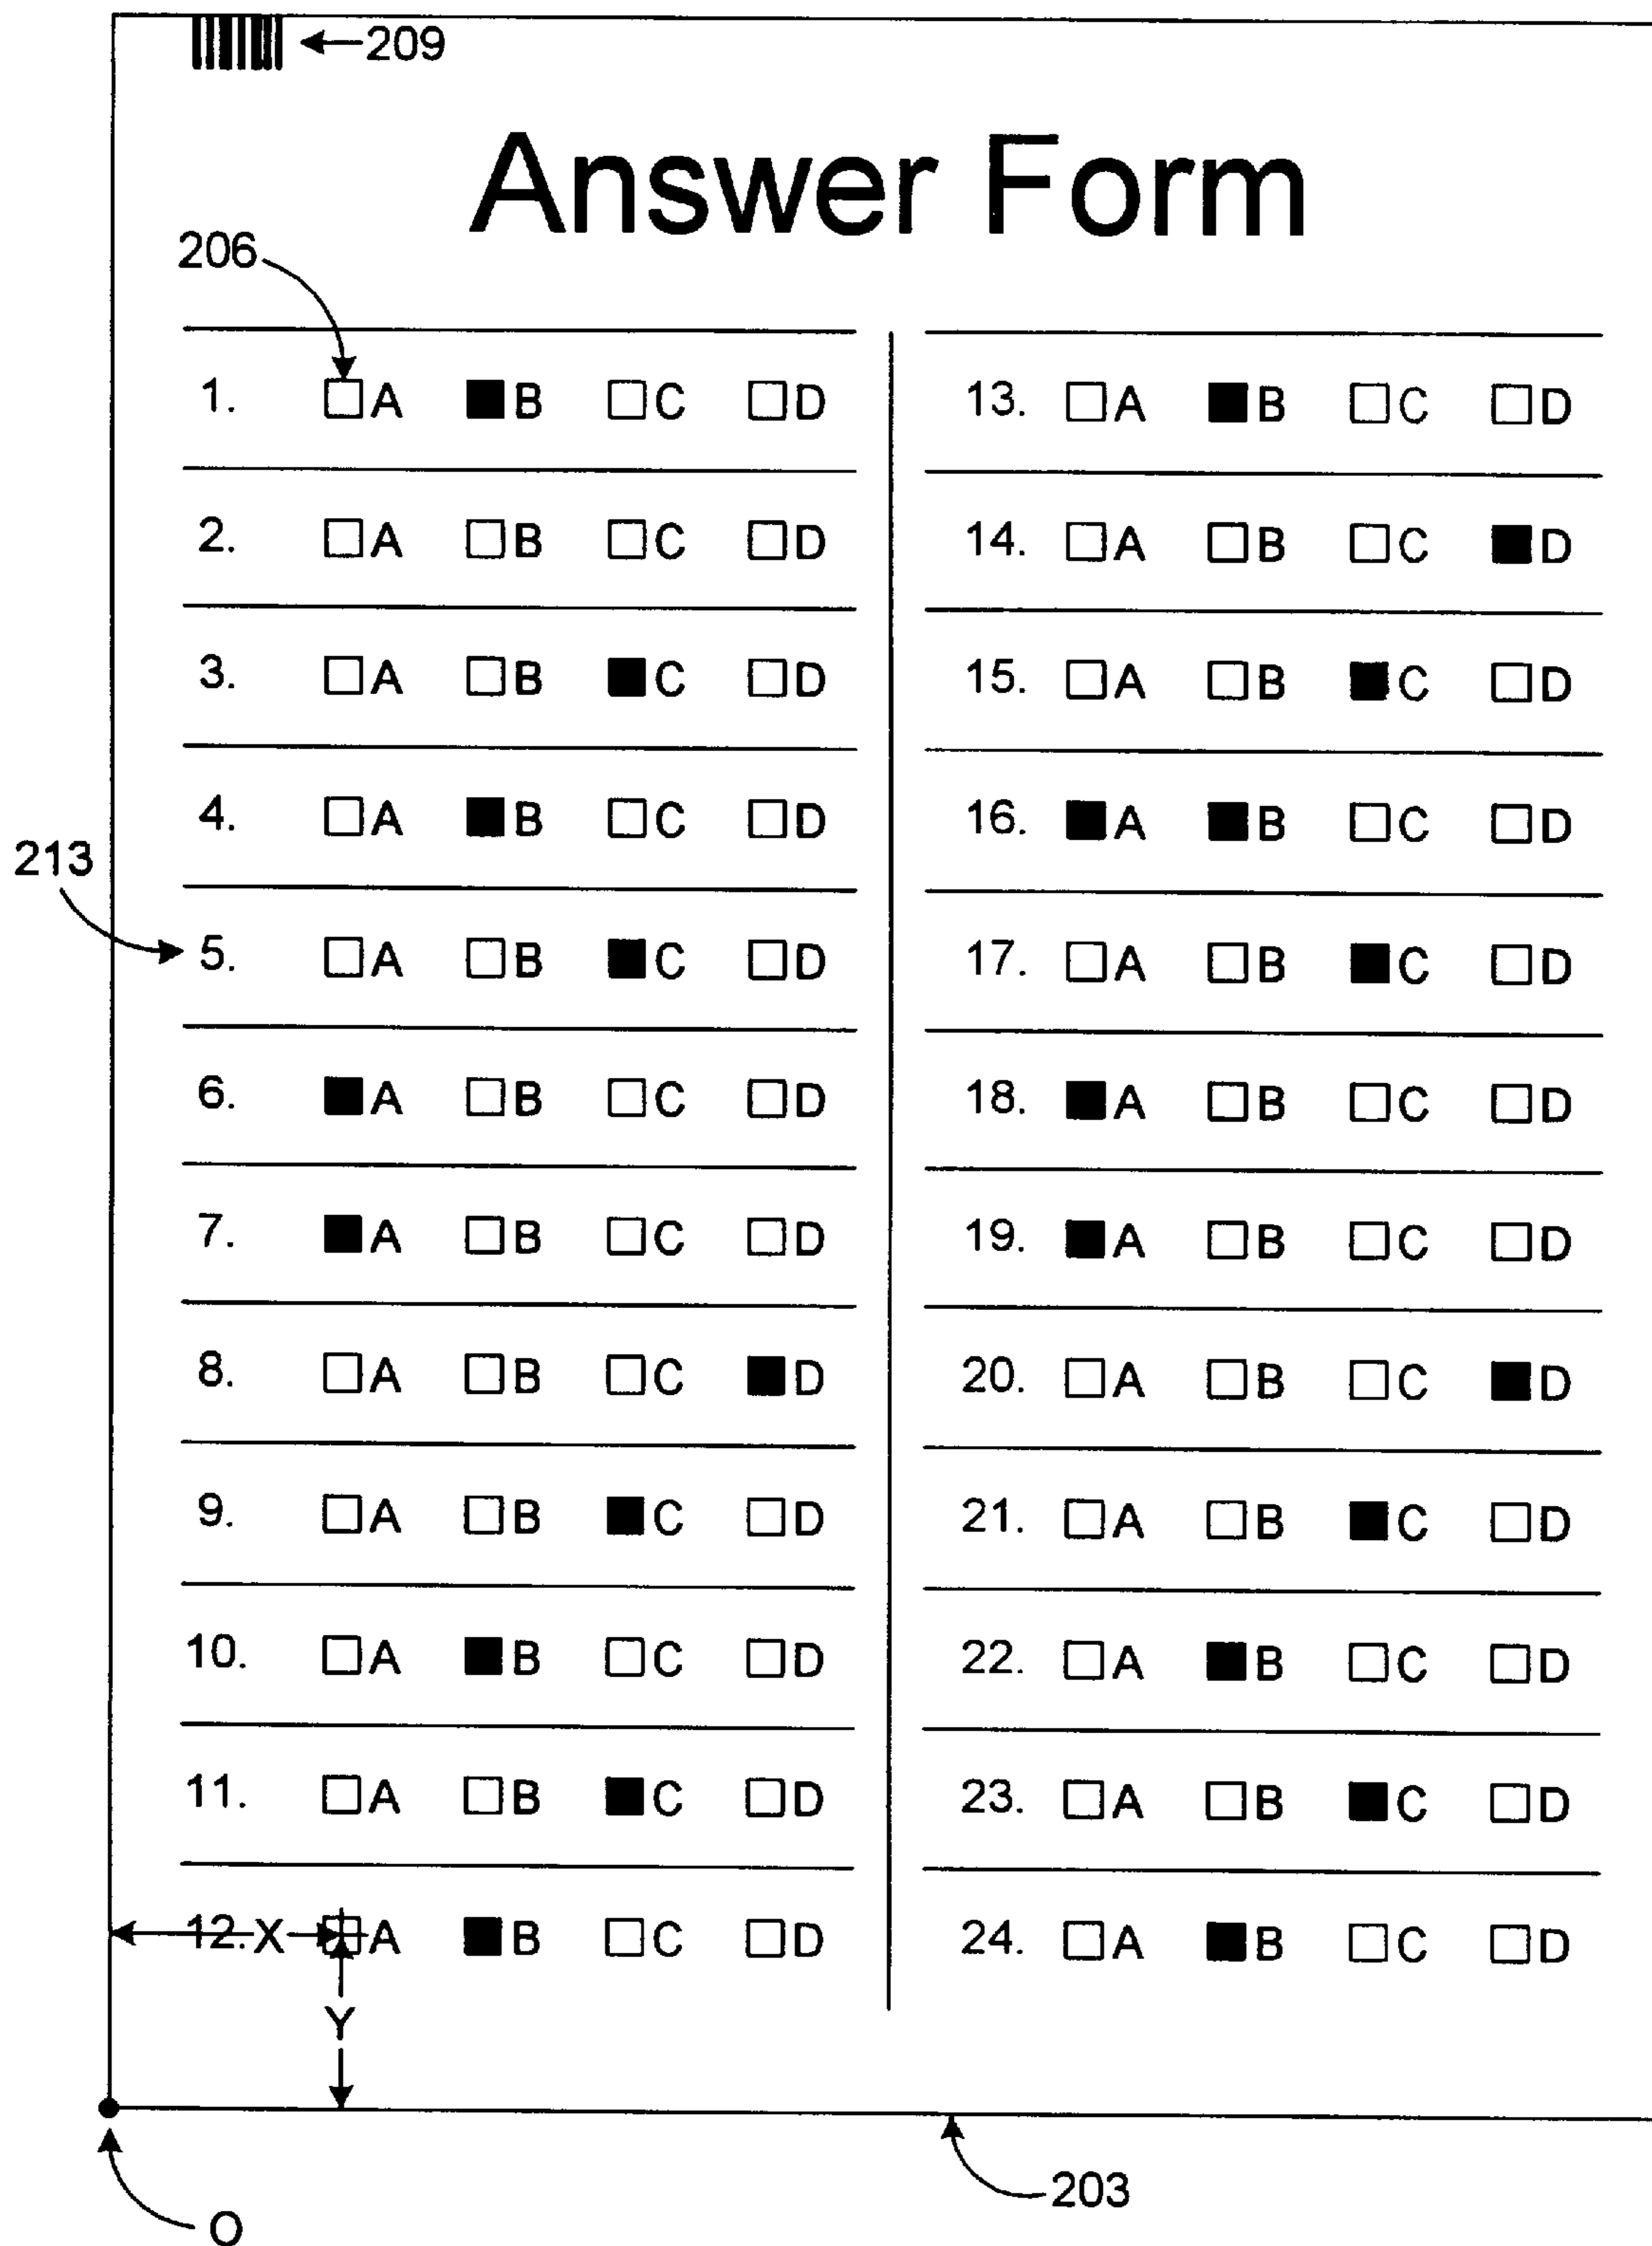 209
Answer Form
206
1. ☐A ■B ☐C ☐D
2. ☐A ☐B ☐C ☐D
3. ☐A ☐B ■C ☐D
4. ☐A ■B ☐C ☐D
213
5. ☐A ☐B ■C ☐D
6. ■A ☐B ☐C ☐D
7. ■A ☐B ☐C ☐D
8. ☐A ☐B ☐C ■D
9. ☐A ☐B ■C ☐D
10. ☐A ■B ☐C ☐D
11. ☐A ☐B ■C ☐D
12. X ☐A ■B ☐C ☐D
Y
13. ☐A ■B ☐C ☐D
14. ☐A ☐B ☐C ■D
15. ☐A ☐B ■C ☐D
16. ■A ■B ☐C ☐D
17. ☐A ☐B ■C ☐D
18. ■A ☐B ☐C ☐D
19. ■A ☐B ☐C ☐D
20. ☐A ☐B ☐C ■D
21. ☐A ☐B ■C ☐D
22. ☐A ■B ☐C ☐D
23. ☐A ☐B ■C ☐D
24. ☐A ■B ☐C ☐D
203
O